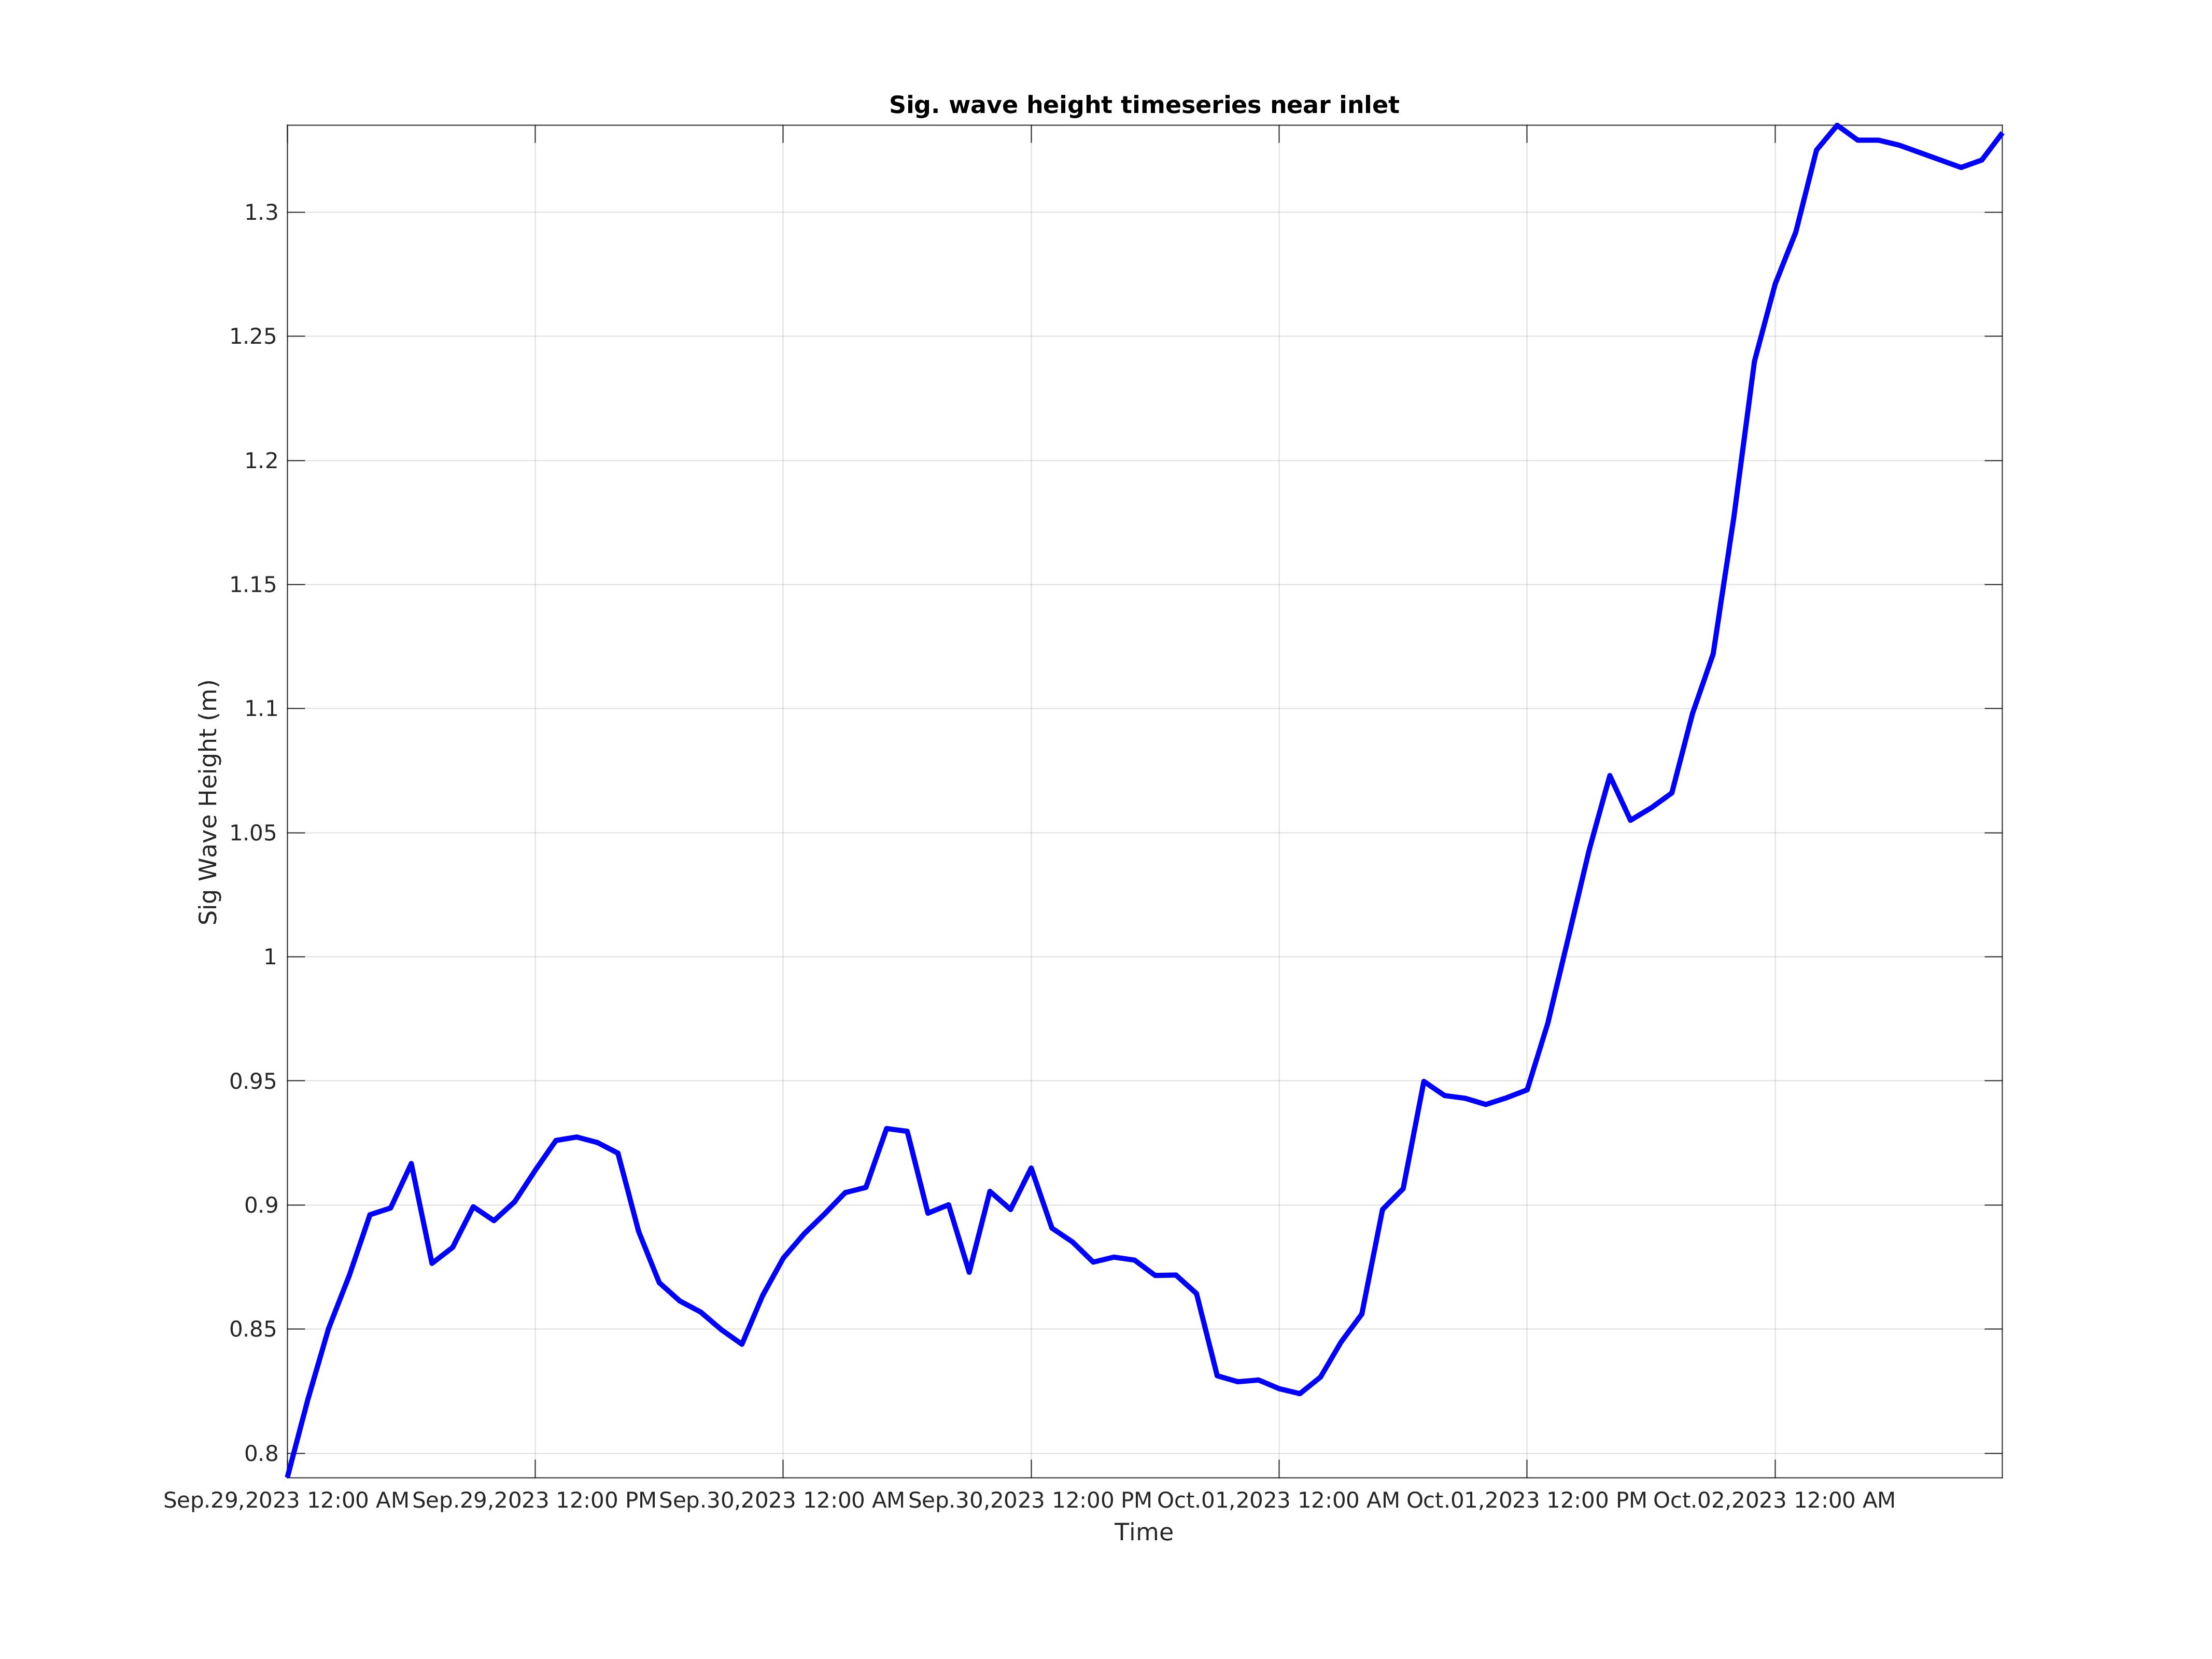 Sig. wave height timeseries near inlet
Sig Wave Height (m)
1.3
1.25
1.2
1.15
1.1
1.05
1
0.95
0.9
0.85
0.8
Sep.29,2023 12:00 AM Sep.29,2023 12:00 PM Sep.30,2023 12:00 AM Sep.30,2023 12:00 PM Oct.01,2023 12:00 AM Oct.01,2023 12:00 PM Oct.02,2023 12:00 AM
Time